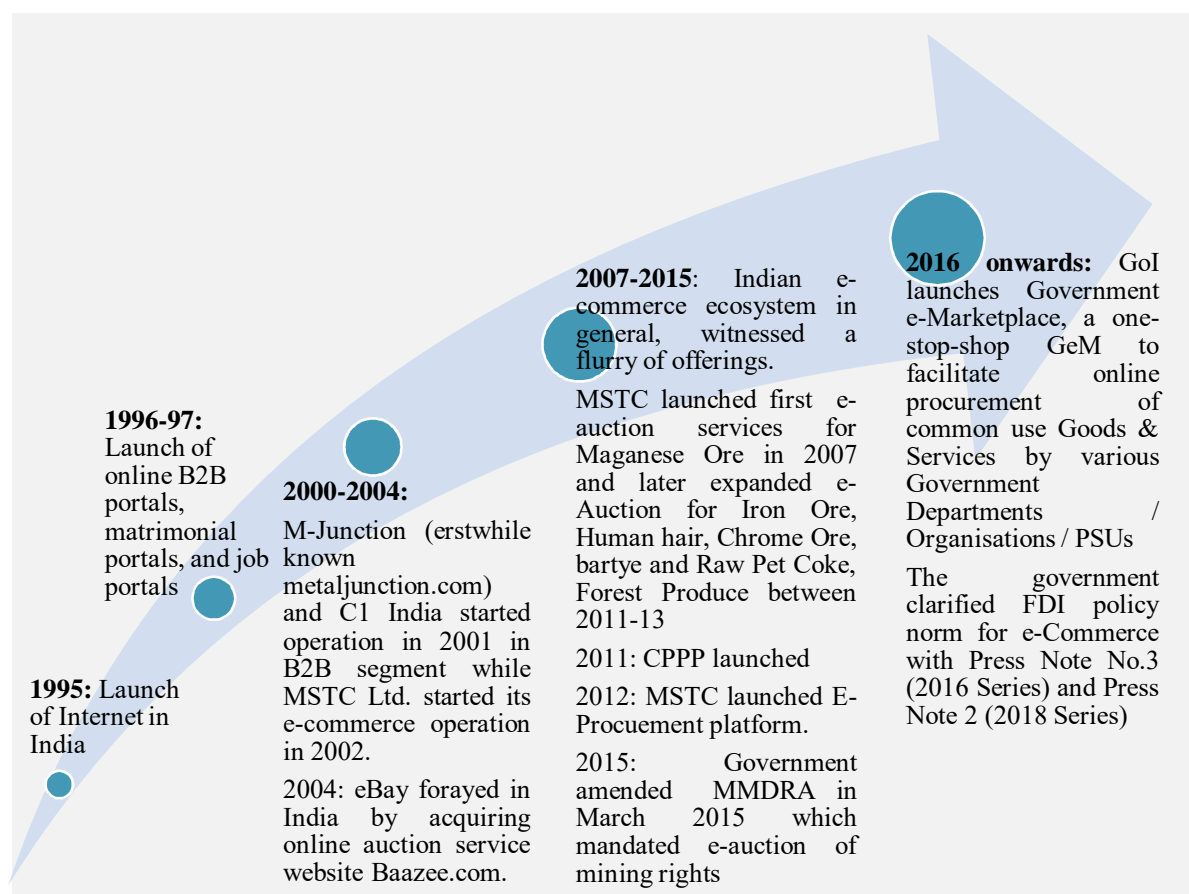 1995: Launch
of Internet in
India
1996-97:
Launch of
online B2B
portals,
matrimonial
portals, and job
portals
2000-2004:
M-Junction (erstwhile
known
metaljunction.com)
and C1 India started
operation in 2001 in
B2B segment while
MSTC Ltd. started its
e-commerce operation
in 2002.
2004: eBay forayed in
India by acquiring
online auction service
website Baazee.com.
2007-2015: Indian e-
commerce ecosystem in
general, witnessed a
flurry of offerings.
MSTC launched first e-
auction services for
Maganese Ore in 2007
and later expanded e-
Auction for Iron Ore,
Human hair, Chrome Ore,
bartye and Raw Pet Coke,
Forest Produce between
2011-13
2011: CPPP launched
2012: MSTC launched E-
Procuement platform.
2015: Government
amended MMDRA in
March 2015 which
mandated e-auction of
mining rights
2016 onwards: GoI
launches Government
e-Marketplace, a one-
stop-shop GeM to
facilitate online
procurement of
common use Goods &
Services by various
Government
Departments /
Organisations / PSUs
The government
clarified FDI policy
norm for e-Commerce
with Press Note No.3
(2016 Series) and Press
Note 2 (2018 Series)